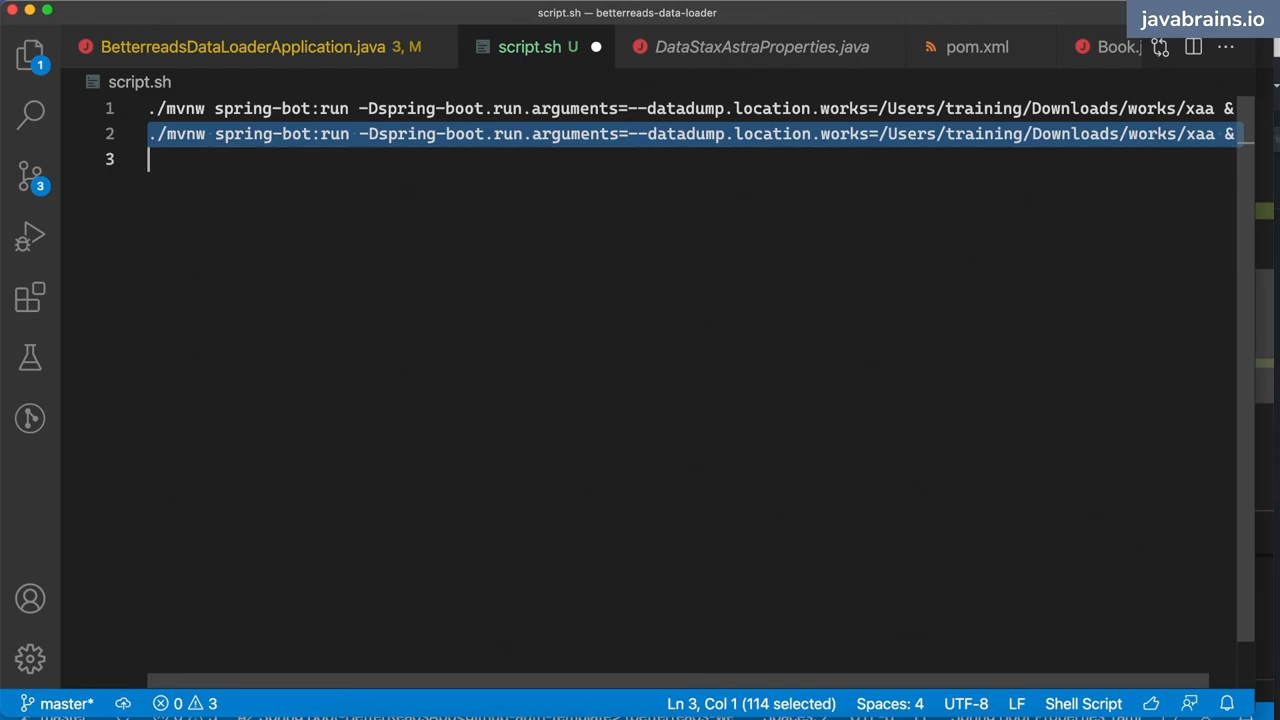 script.sh — betterreads-data-loader
javabrains.io
BetterreadsDataLoaderApplication.java 3, M
script.sh U
DataStaxAstraProperties.java
pom.xml
Book.j
script.sh
1 ./mvnw spring-bot:run -Dspring-boot.run.arguments=--datadump.location.works=/Users/training/Downloads/works/xaa &
2 ./mvnw spring-bot:run -Dspring-boot.run.arguments=--datadump.location.works=/Users/training/Downloads/works/xaa &
3
1
3
master* 0 3 Ln 3, Col 1 (114 selected) Spaces: 4 UTF-8 LF Shell Script